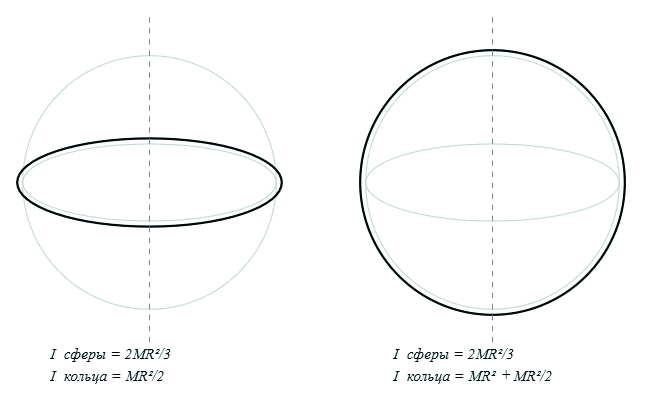 I сферы = 2MR²/3
I кольца = MR²/2
I сферы = 2MR²/3
I кольца = MR² + MR²/2